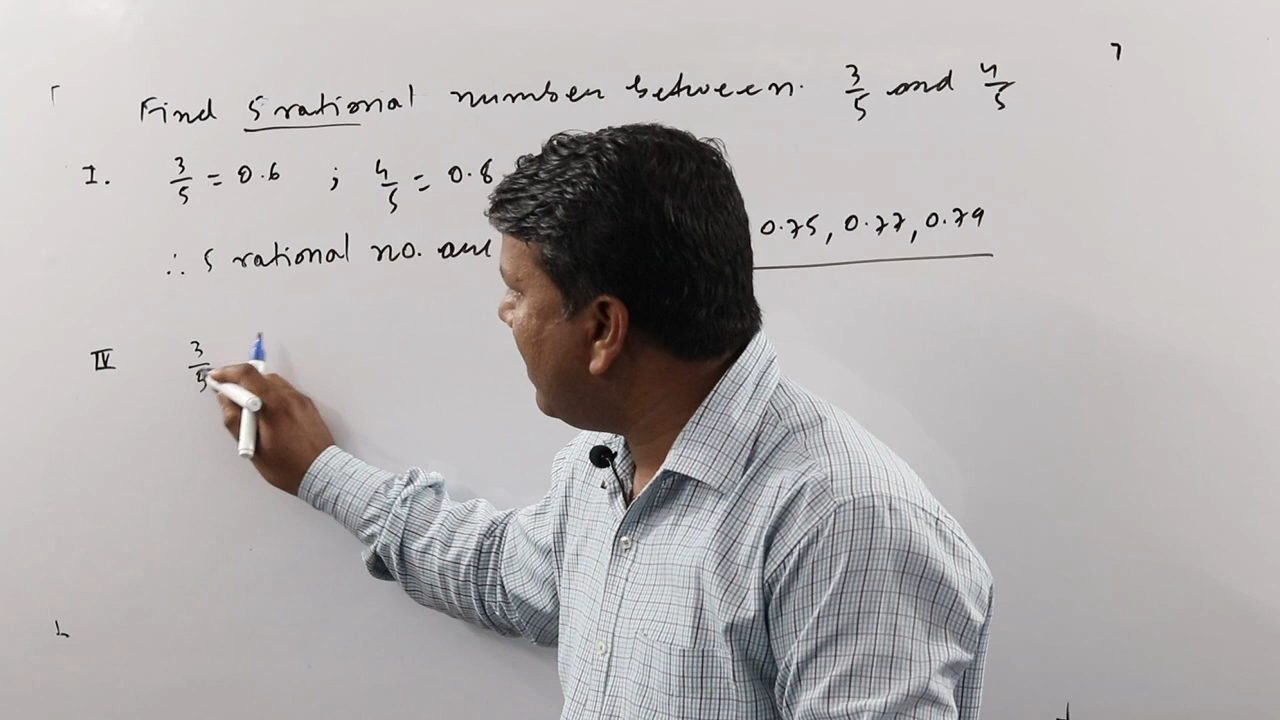 Find 5 rational number between. 3/5 and 4/5
I. 3/5 = 0.6 ; 4/5 = 0.8
∴ 5 rational no. are 0.75, 0.77, 0.79
IV 3/5